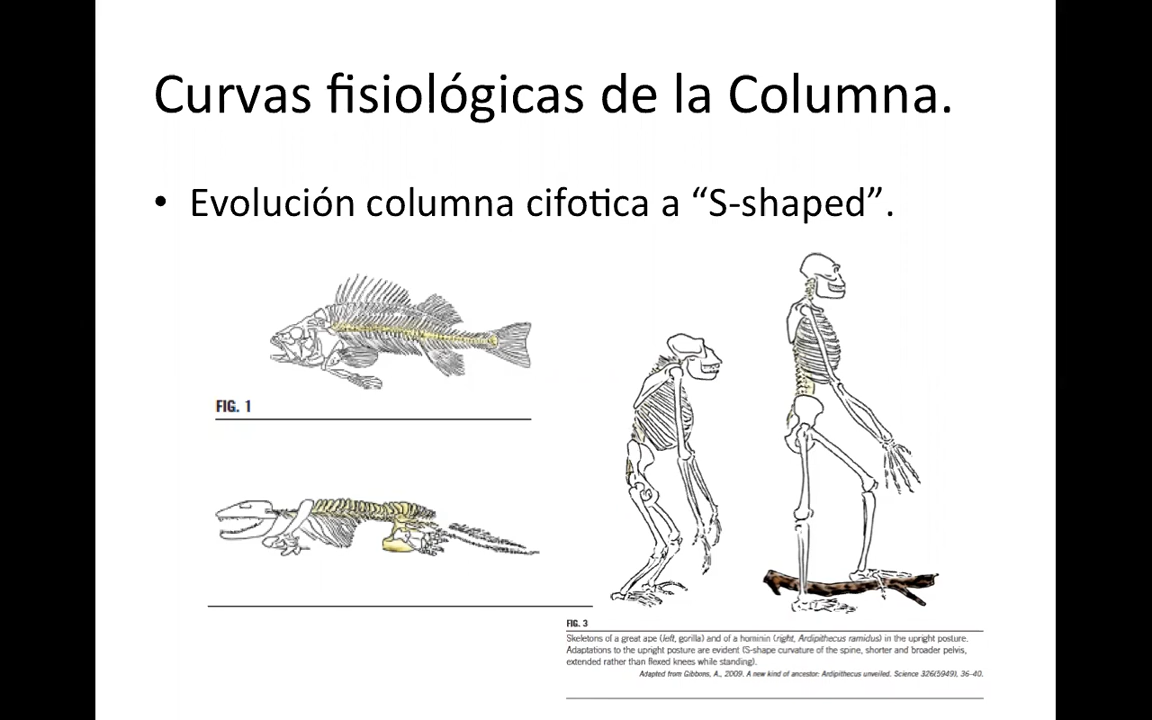 Curvas fisiológicas de la Columna.
• Evolución columna cifotica a “S-shaped”.
FIG. 1
FIG. 3
Skeletons of a great ape (left, gorilla) and of a hominin (right, Ardipithecus ramidus) in the upright posture.
Adaptations to the upright posture are evident (S-shape curvature of the spine, shorter and broader pelvis,
extended rather than flexed knees while standing).
Adapted from Gibbons, A., 2009. A new kind of ancestor: Ardipithecus unveiled. Science 326(5949), 36-40.